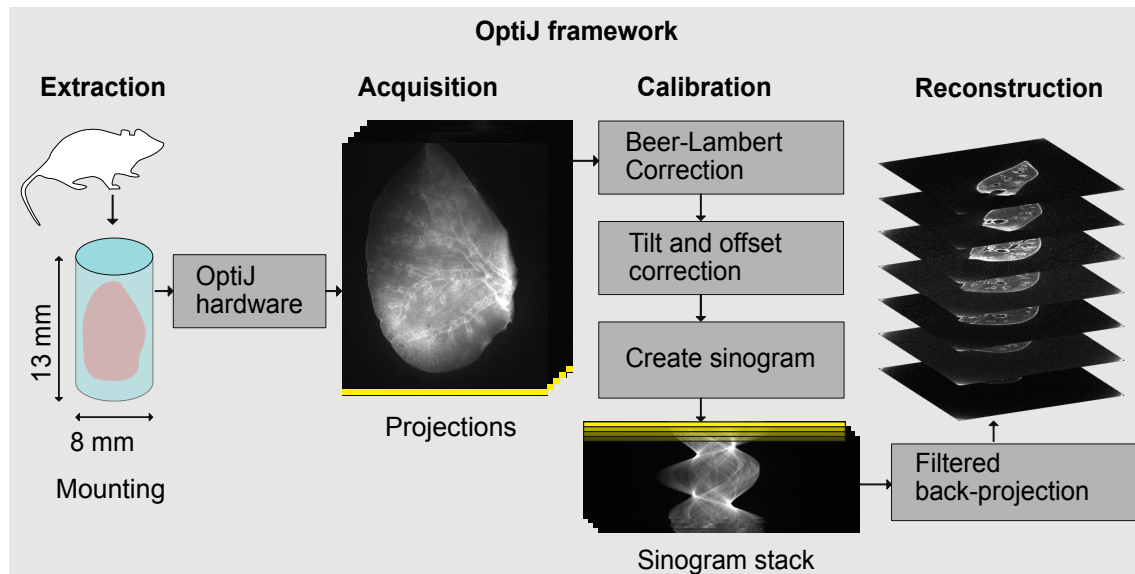 OptiJ framework
Extraction
13 mm
8 mm
Mounting
OptiJ
hardware
Acquisition
Projections
Calibration
Beer-Lambert
Correction
Tilt and offset
correction
Create sinogram
Sinogram stack
Reconstruction
Filtered
back-projection